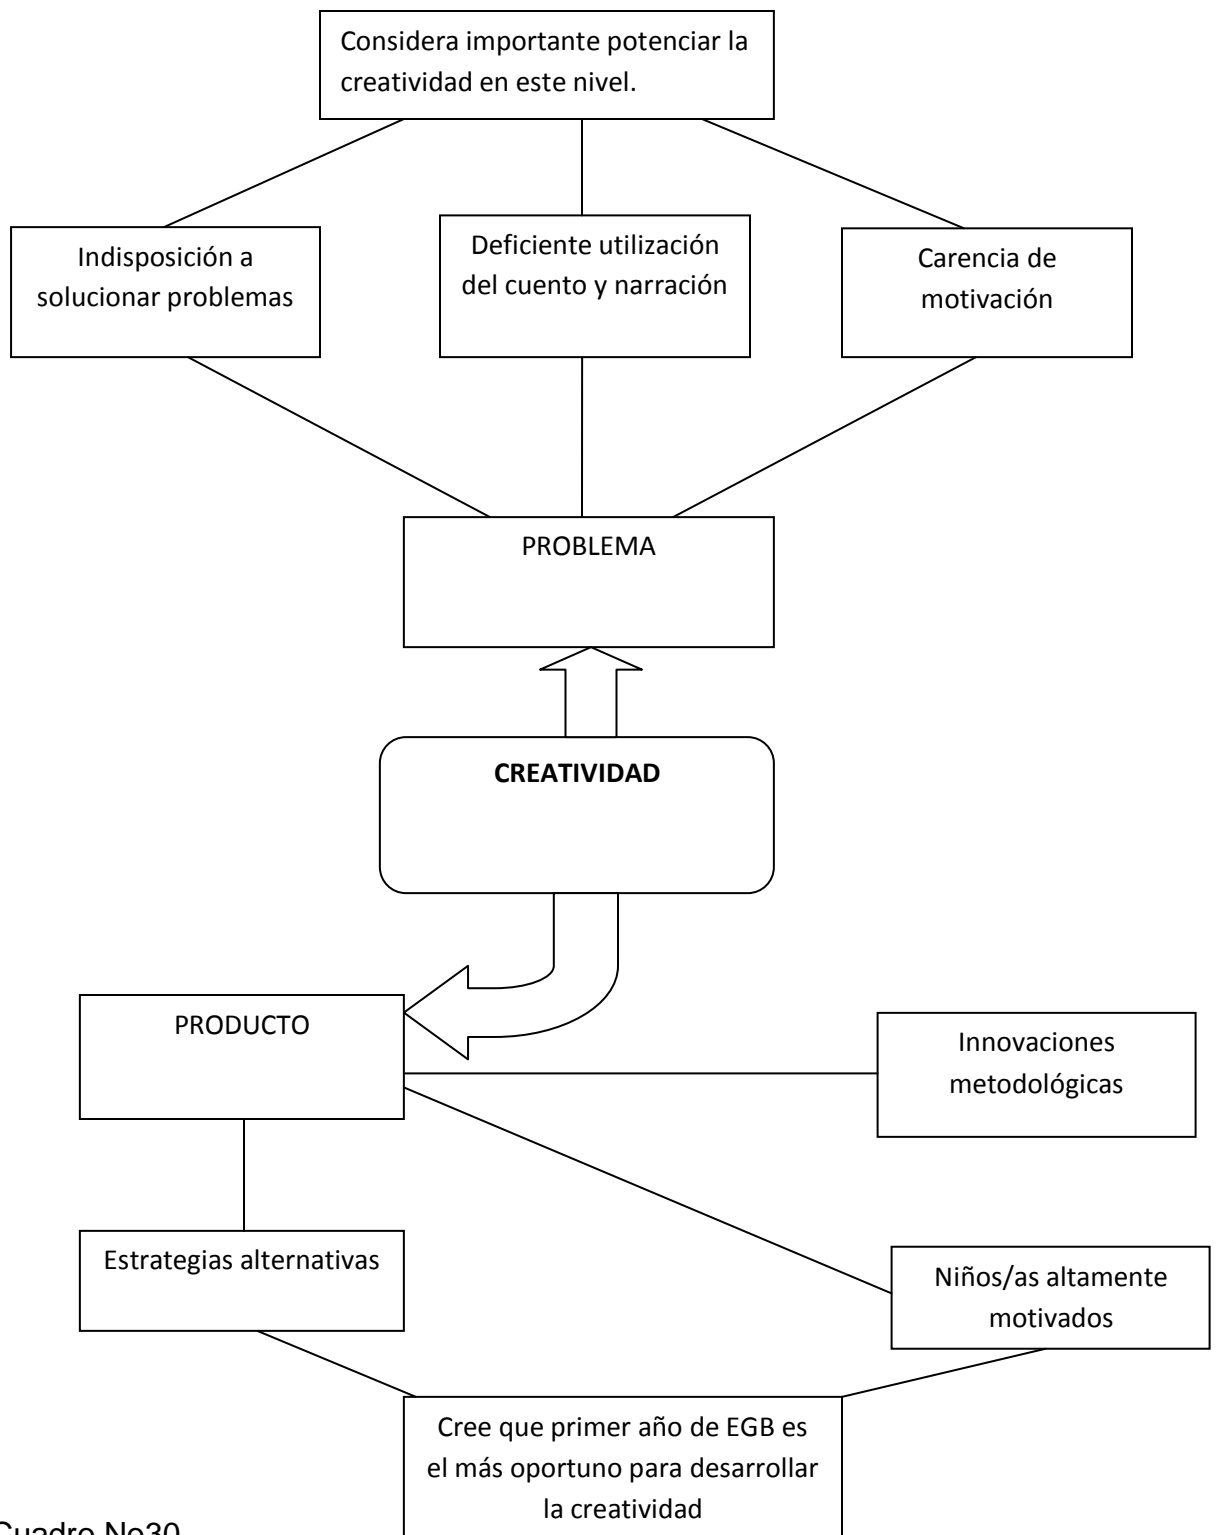 Considera importante potenciar la
creatividad en este nivel.
Indisposición a
solucionar problemas
Deficiente utilización
del cuento y narración
Carencia de
motivación
PROBLEMA
CREATIVIDAD
PRODUCTO
Innovaciones
metodológicas
Estrategias alternativas
Niños/as altamente
motivados
Cree que primer año de EGB es
el más oportuno para desarrollar
la creatividad
Cuadro No30